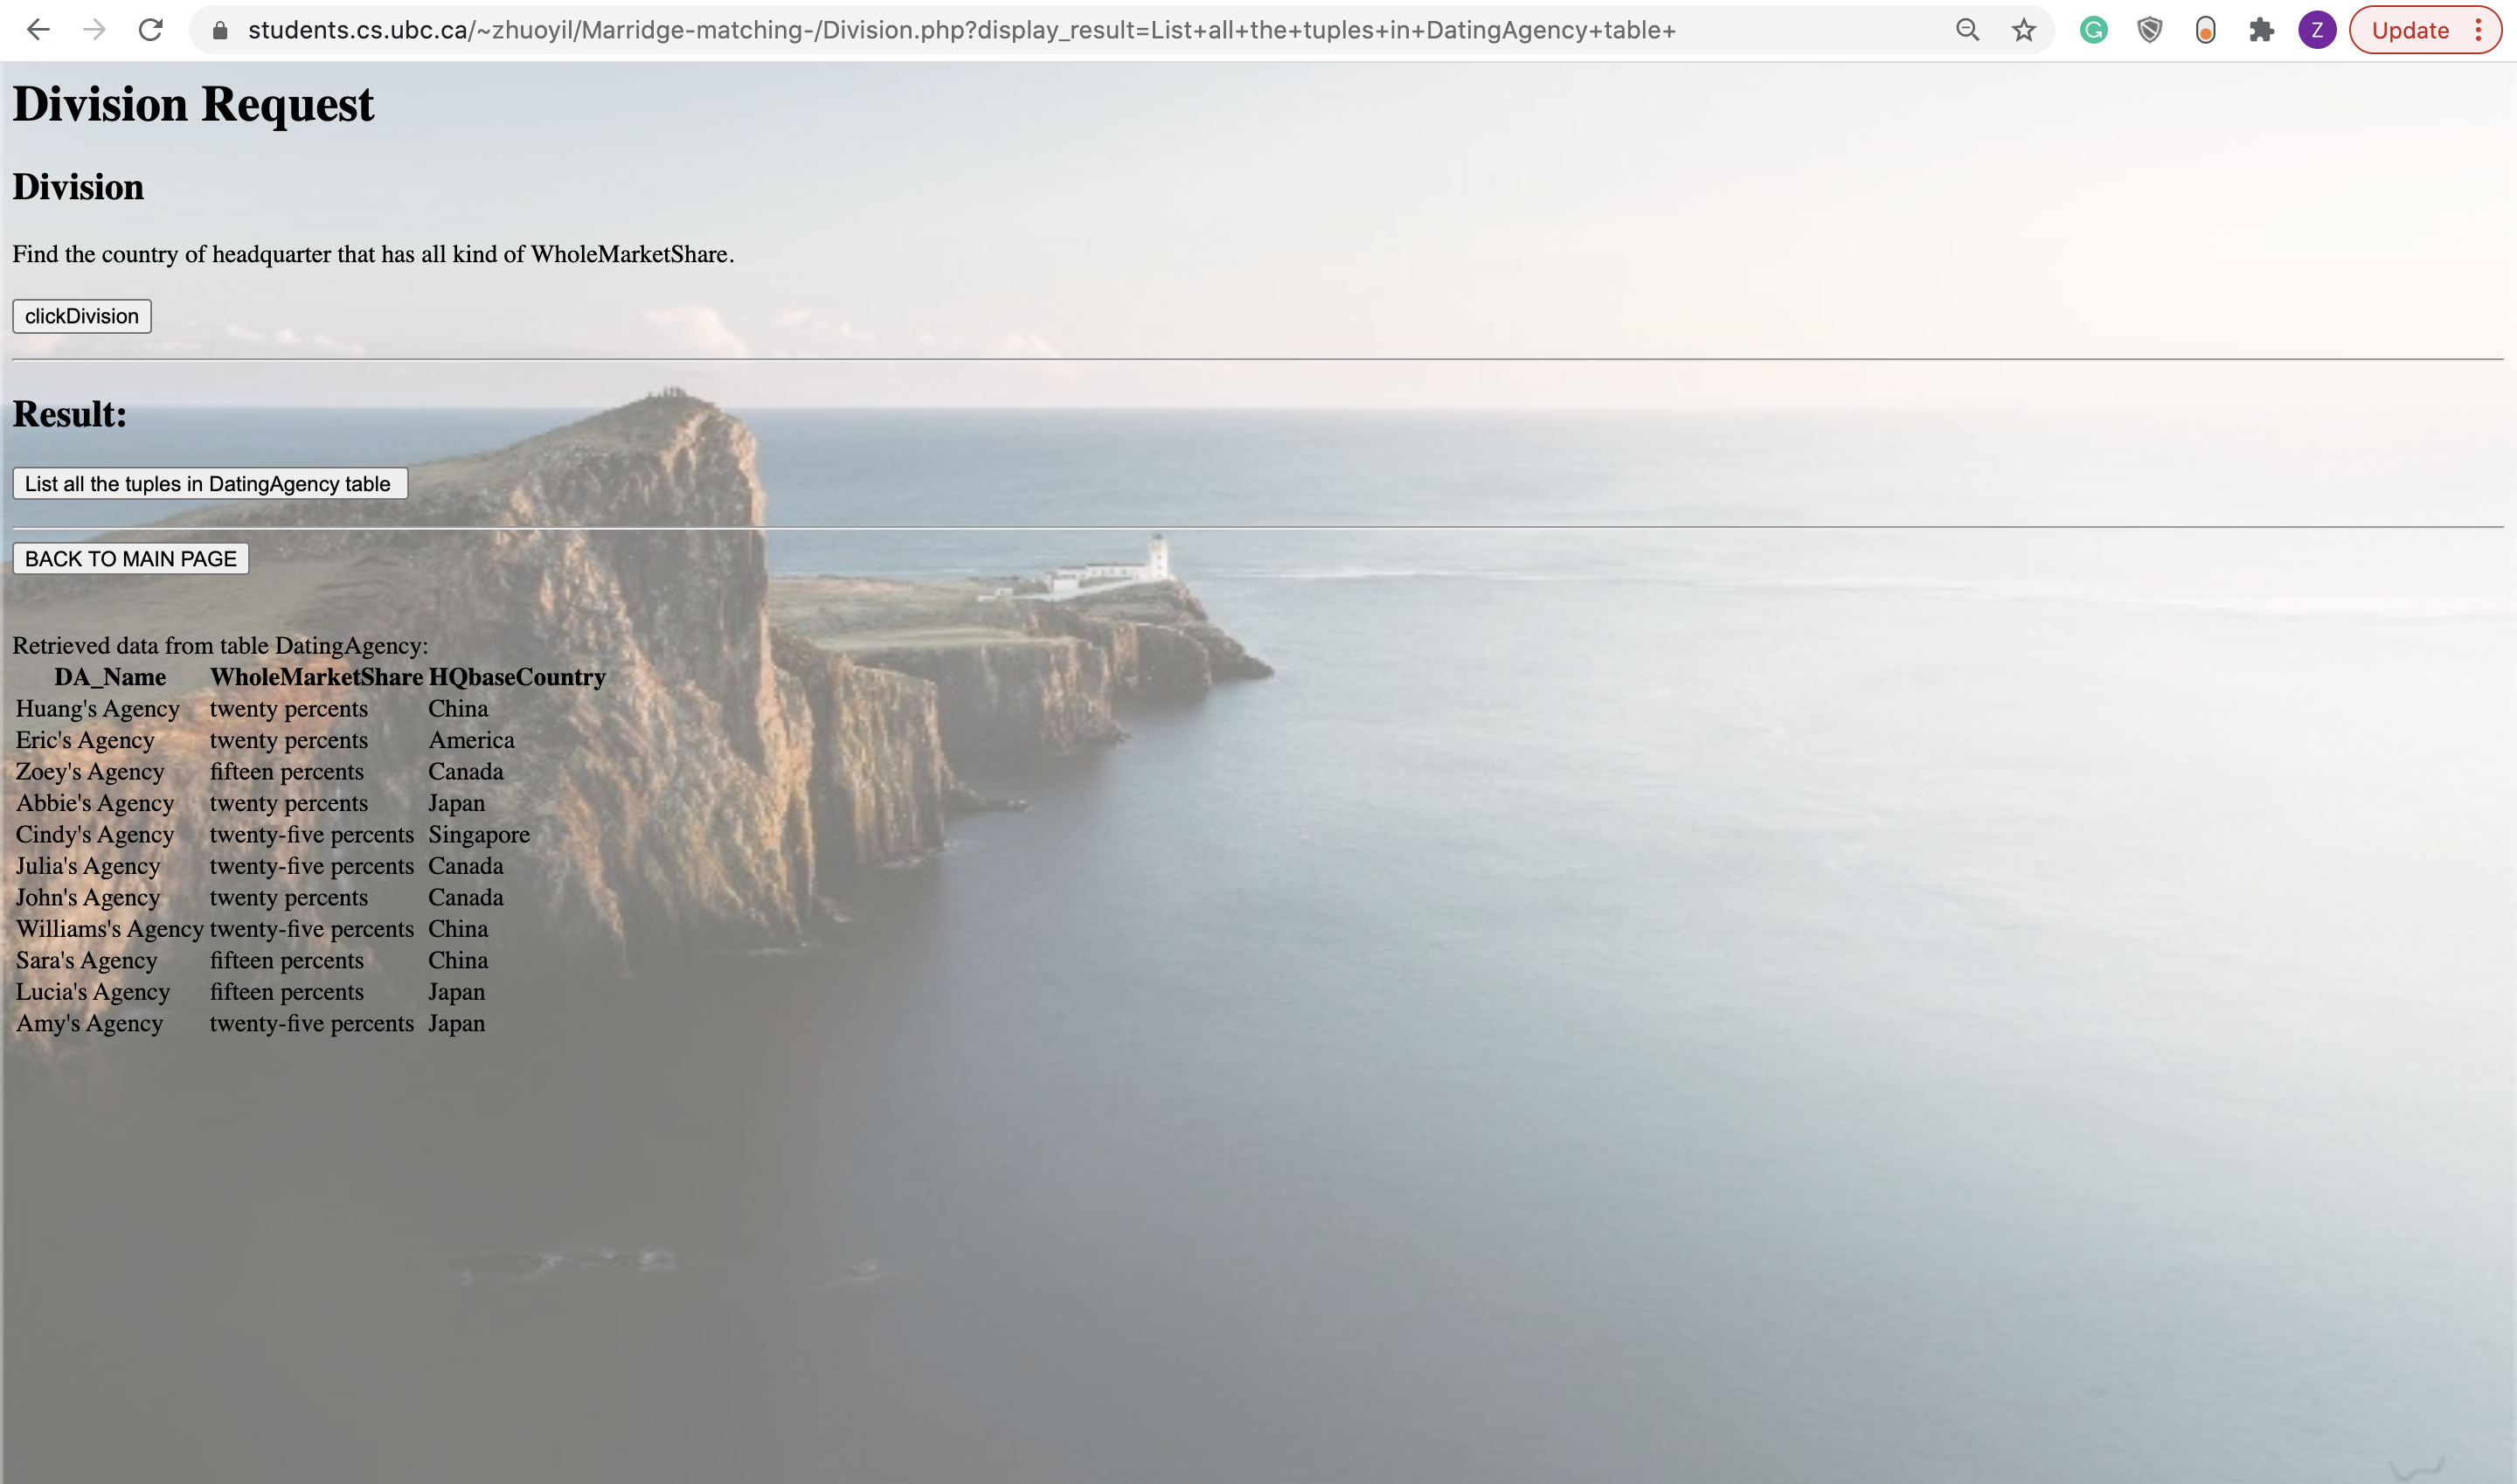 students.cs.ubc.ca/~zhuoyil/Marridge-matching-/Division.php?display_result=List+all+the+tuples+in+DatingAgency+table+
Z
Update
Division Request
Division
Find the country of headquarter that has all kind of WholeMarketShare.
clickDivision
Result:
List all the tuples in DatingAgency table
BACK TO MAIN PAGE
Retrieved data from table DatingAgency:
DA_Name WholeMarketShare HQbaseCountry
Huang's Agency twenty percents China
Eric's Agency twenty percents America
Zoey's Agency fifteen percents Canada
Abbie's Agency twenty percents Japan
Cindy's Agency twenty-five percents Singapore
Julia's Agency twenty-five percents Canada
John's Agency twenty percents Canada
Williams's Agency twenty-five percents China
Sara's Agency fifteen percents China
Lucia's Agency fifteen percents Japan
Amy's Agency twenty-five percents Japan